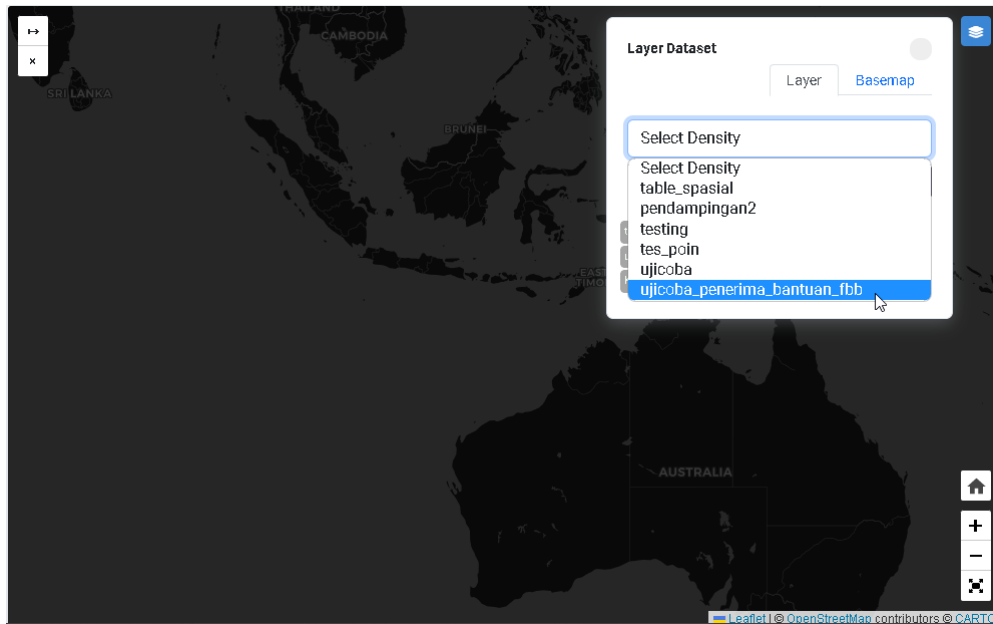 THAILAND
CAMBODIA
SRI LANKA
BRUNEI
EAST
TIMO
AUSTRALIA
Layer Dataset
Layer
Basemap
Select Density
Select Density
table_spasial
pendampingan2
testing
tes_poin
ujicoba
ujicoba_penerima_bantuan_fbb
Leaflet | © OpenStreetMap contributors © CARTO